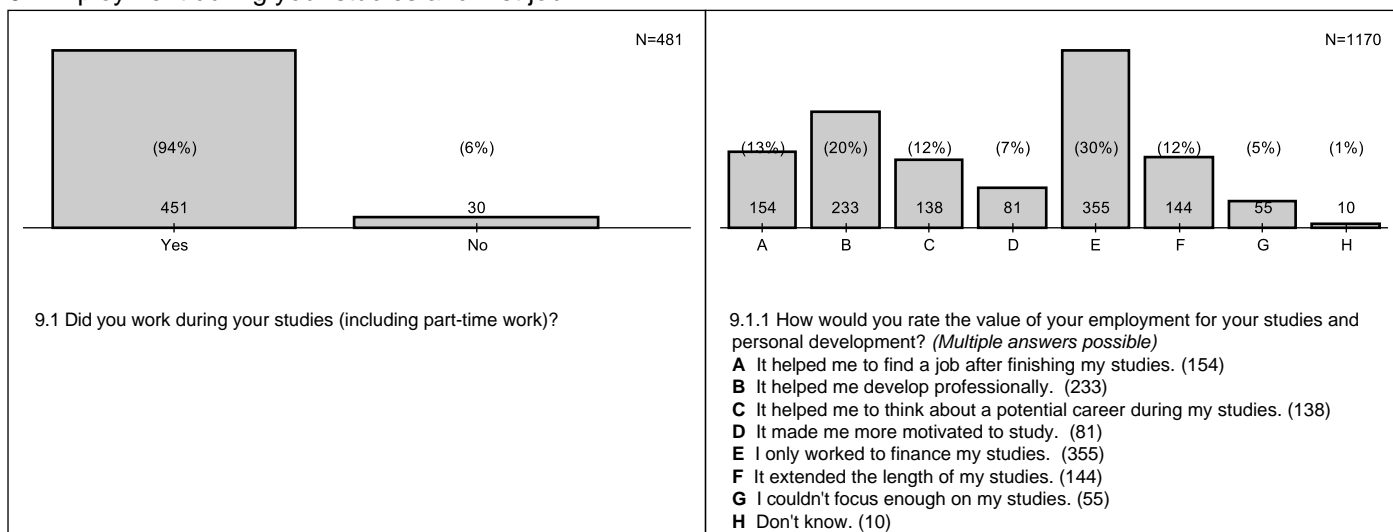 N=481
(94%)
(6%)
451
30
Yes
No
9.1 Did you work during your studies (including part-time work)?
N=1170
(13%)
(20%)
(12%)
(7%)
(30%)
(12%)
(5%)
(1%)
154
233
138
81
355
144
55
10
A
B
C
D
E
F
G
H
9.1.1 How would you rate the value of your employment for your studies and
personal development? (Multiple answers possible)
A It helped me to find a job after finishing my studies. (154)
B It helped me develop professionally. (233)
C It helped me to think about a potential career during my studies. (138)
D It made me more motivated to study. (81)
E I only worked to finance my studies. (355)
F It extended the length of my studies. (144)
G I couldn't focus enough on my studies. (55)
H Don't know. (10)